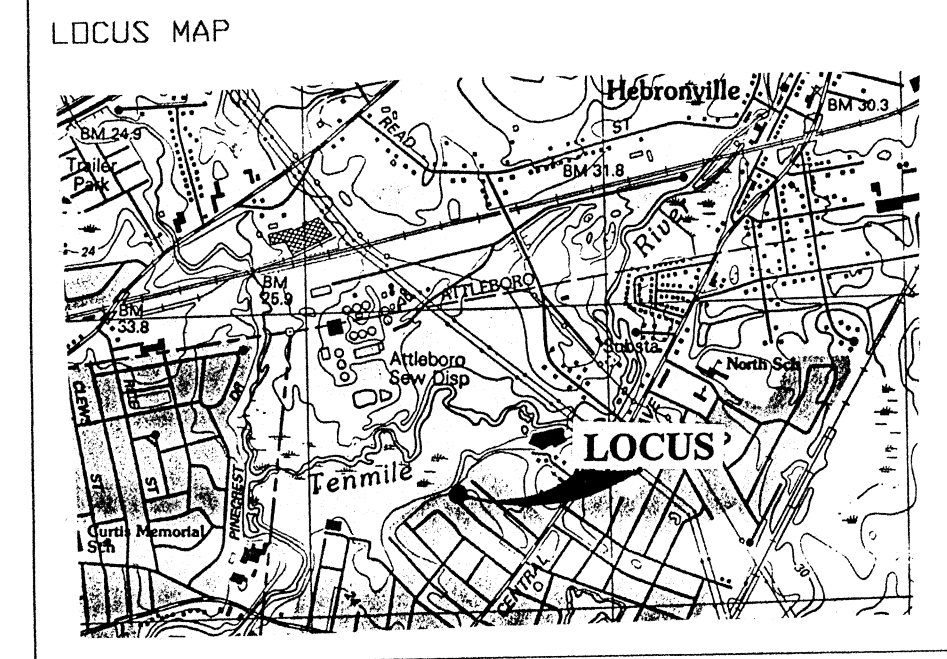 LOCUS MAP
Hebronville
BM 30.3
READ
ST
BM 24.9
BM 31.8
Trailer
Park
River
24
BM
25.9
ATTLEBORO
BM
33.8
Substa
Attleboro
Sew Disp
North Sch
CLEWS
DR
LOCUS
Tenmile
ST
ST
PINECREST
Curtis Memorial
Sch
CENTRAL
30